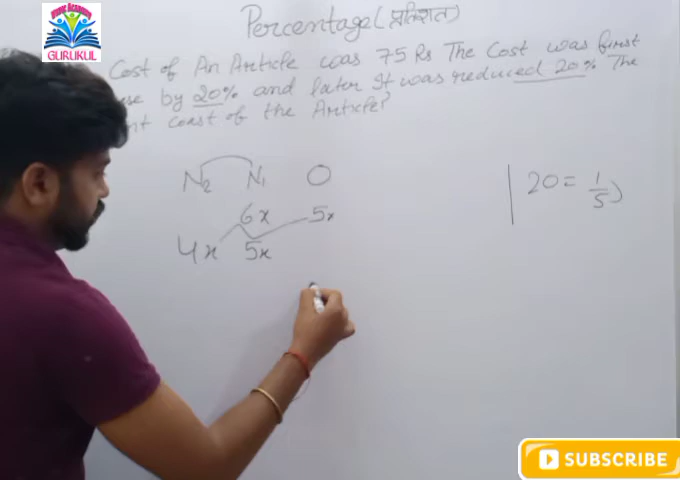 GURUKUL
Percentage (प्रतिशत)
Cost of An Article was 75 Rs The Cost was first
by 20% and later It was reduced 20% The
coast of the Article?
N2 N1 O
20 = 1/5)
6x 5x
4x 5x
SUBSCRIBE